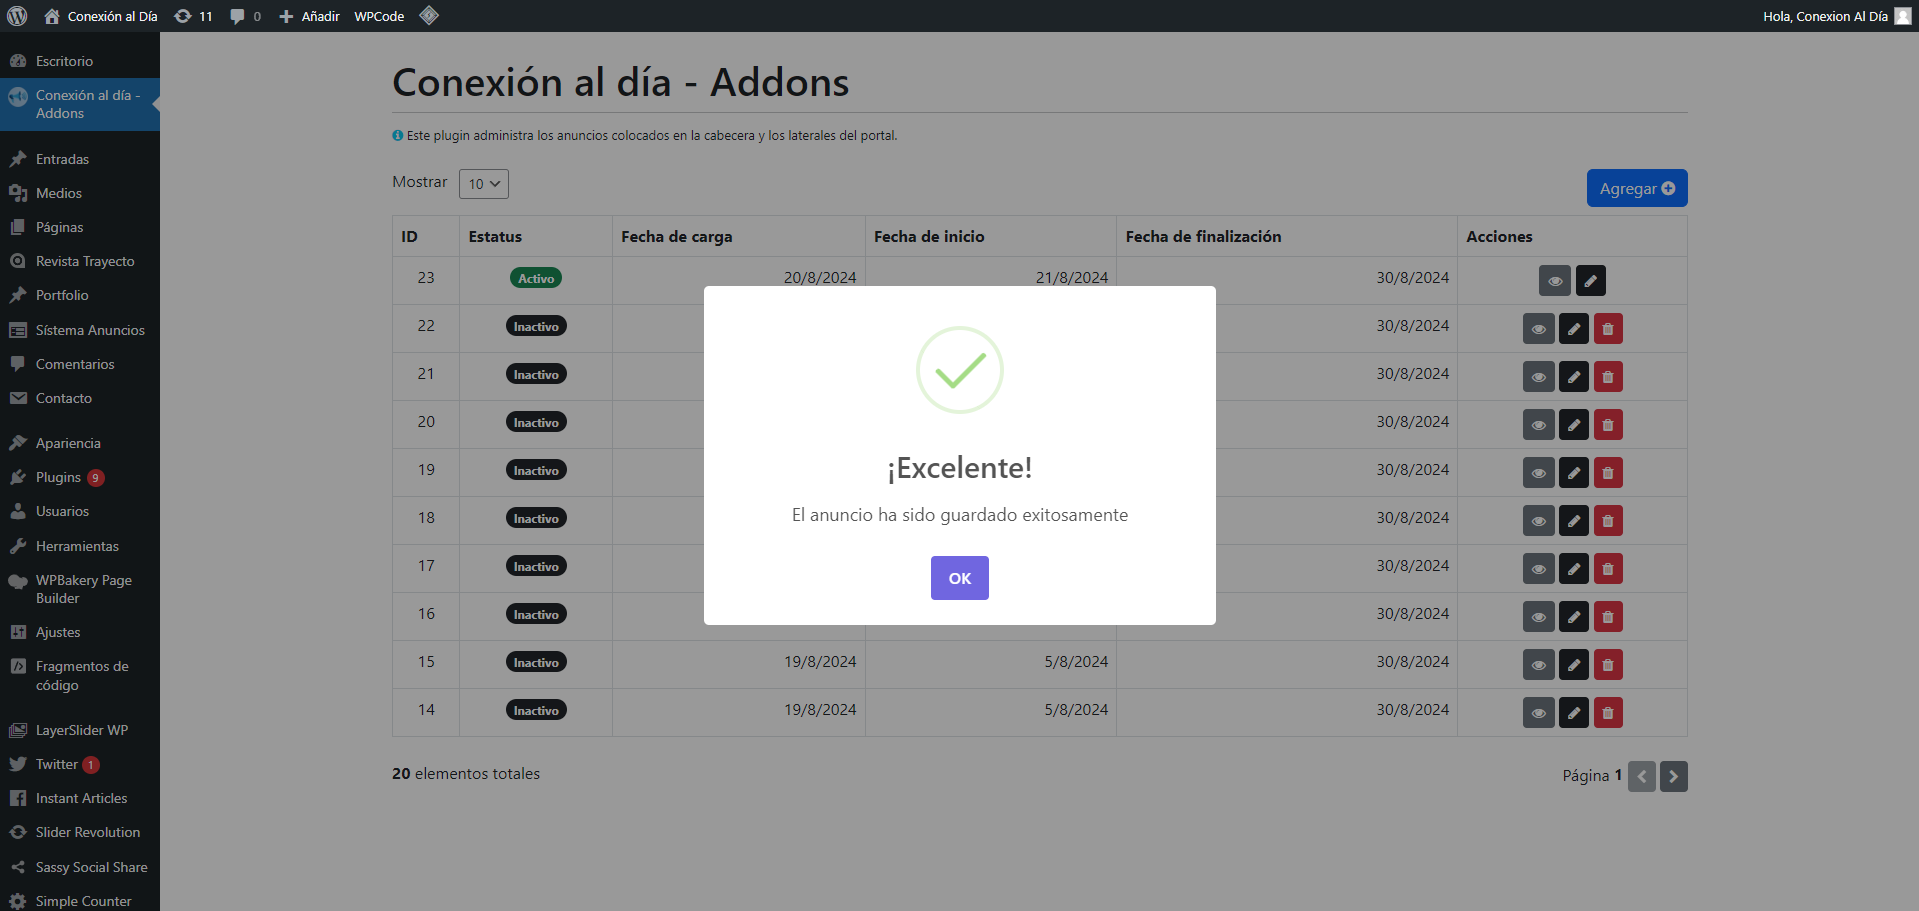 Conexión al Día 11 0 Añadir WPCode Hola, Conexion Al Día
Escritorio
Conexión al día -
Addons
Entradas
Medios
Páginas
Revista Trayecto
Portfolio
Sístema Anuncios
Comentarios
Contacto
Apariencia
Plugins 9
Usuarios
Herramientas
WPBakery Page
Builder
Ajustes
Fragmentos de
código
LayerSlider WP
Twitter 1
Instant Articles
Slider Revolution
Sassy Social Share
Simple Counter
Conexión al día - Addons
Este plugin administra los anuncios colocados en la cabecera y los laterales del portal.
Mostrar 10
Agregar
ID Estatus Fecha de carga Fecha de inicio Fecha de finalización Acciones
23 Activo 20/8/2024 21/8/2024 30/8/2024
22 Inactivo 30/8/2024
21 Inactivo 30/8/2024
20 Inactivo 30/8/2024
19 Inactivo 30/8/2024
18 Inactivo 30/8/2024
17 Inactivo 30/8/2024
16 Inactivo 30/8/2024
15 Inactivo 19/8/2024 5/8/2024 30/8/2024
14 Inactivo 19/8/2024 5/8/2024 30/8/2024
20 elementos totales
Página 1
¡Excelente!
El anuncio ha sido guardado exitosamente
OK